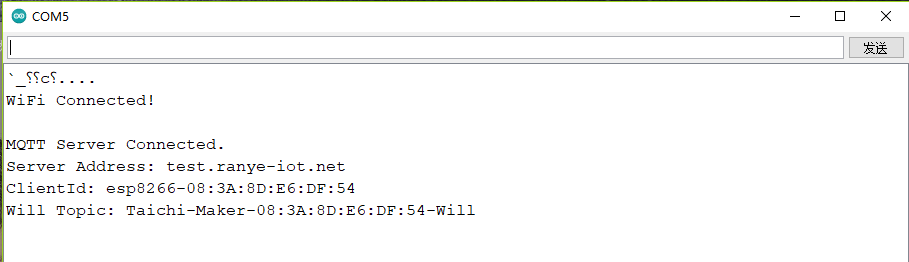 COM5
发送
`_⸮⸮c⸮....
WiFi Connected!
MQTT Server Connected.
Server Address: test.ranye-iot.net
ClientId: esp8266-08:3A:8D:E6:DF:54
Will Topic: Taichi-Maker-08:3A:8D:E6:DF:54-Will